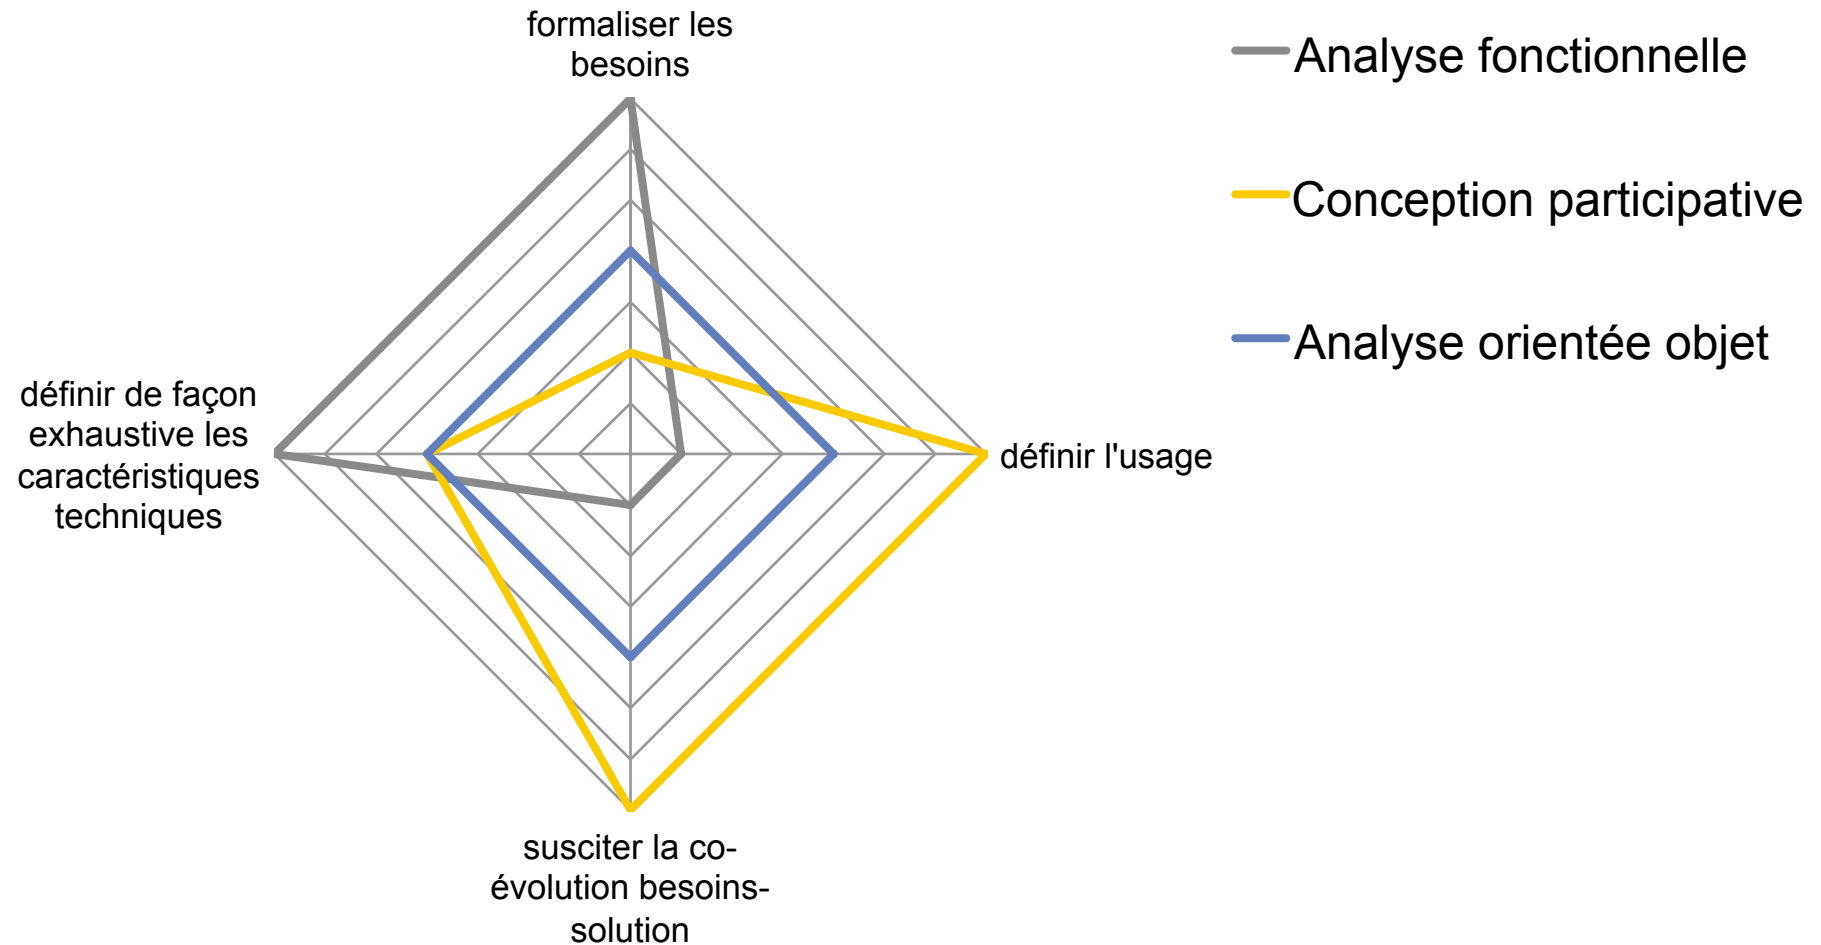 formaliser les
besoins
Analyse fonctionnelle
Conception participative
Analyse orientée objet
définir de façon
exhaustive les
caractéristiques
techniques
définir l'usage
susciter la co-
évolution besoins-
solution